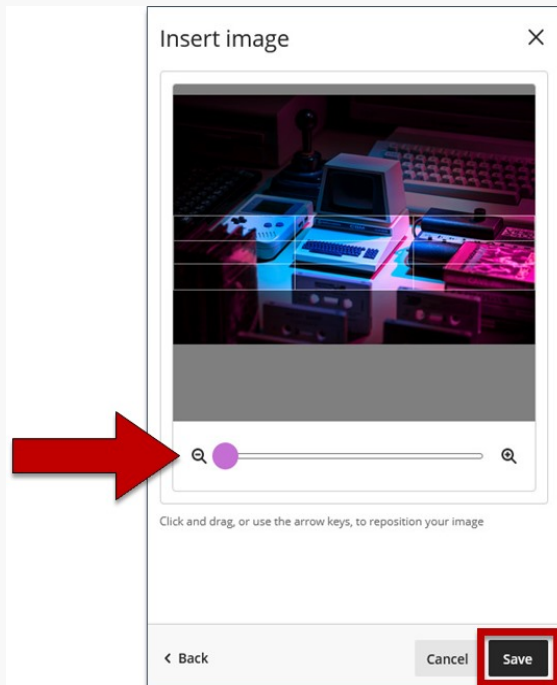 Insert image
Click and drag, or use the arrow keys, to reposition your image
Back
Cancel
Save